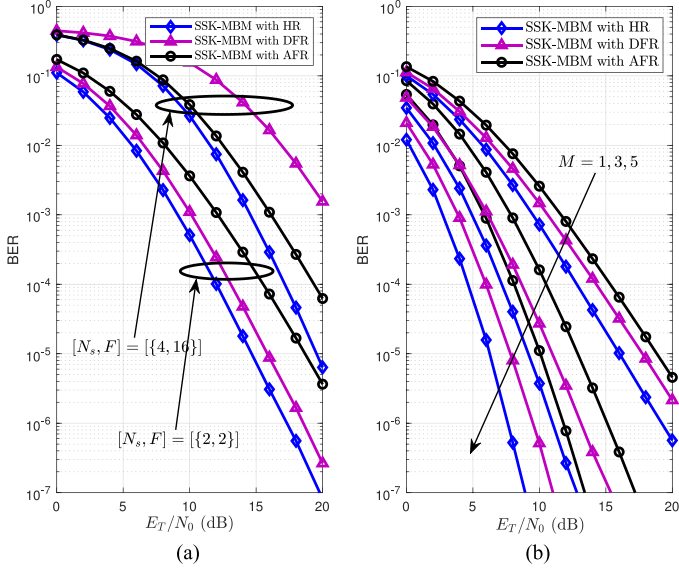 SSK-MBM with HR
SSK-MBM with DFR
SSK-MBM with AFR
10^0
10^-1
10^-2
10^-3
10^-4
10^-5
10^-6
10^-7
BER
[N_s, F] = [{4, 16}]
[N_s, F] = [{2, 2}]
0 5 10 15 20
E_T/N_0 (dB)
(a)
SSK-MBM with HR
SSK-MBM with DFR
SSK-MBM with AFR
10^0
10^-1
10^-2
10^-3
10^-4
10^-5
10^-6
10^-7
BER
M = 1, 3, 5
0 5 10 15 20
E_T/N_0 (dB)
(b)